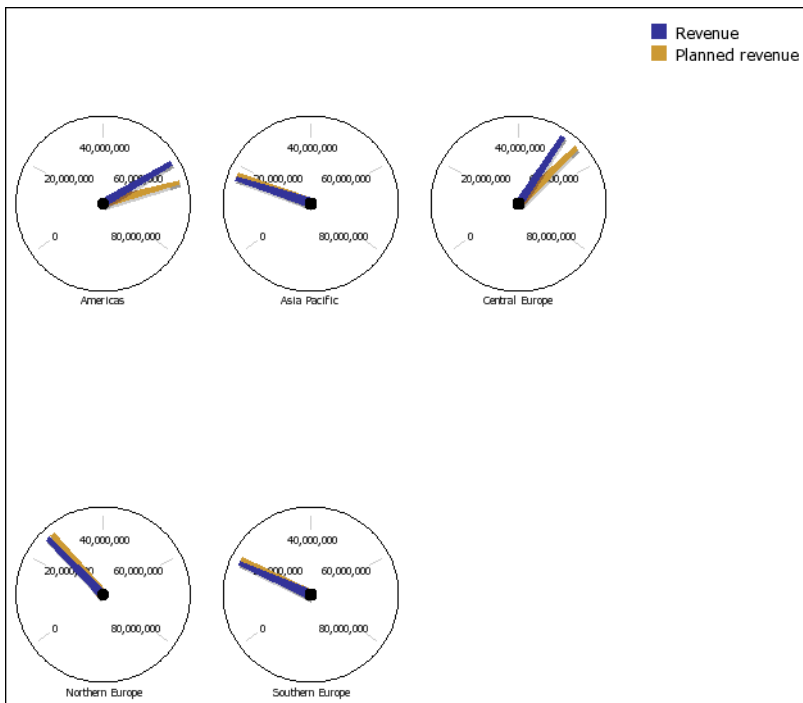 Revenue
Planned revenue
40,000,000
20,000,000 60,000,000
0 80,000,000
Americas
40,000,000
20,000,000 60,000,000
0 80,000,000
Asia Pacific
40,000,000
20,000,000 60,000,000
0 80,000,000
Central Europe
40,000,000
20,000,000 60,000,000
0 80,000,000
Northern Europe
40,000,000
20,000,000 60,000,000
0 80,000,000
Southern Europe